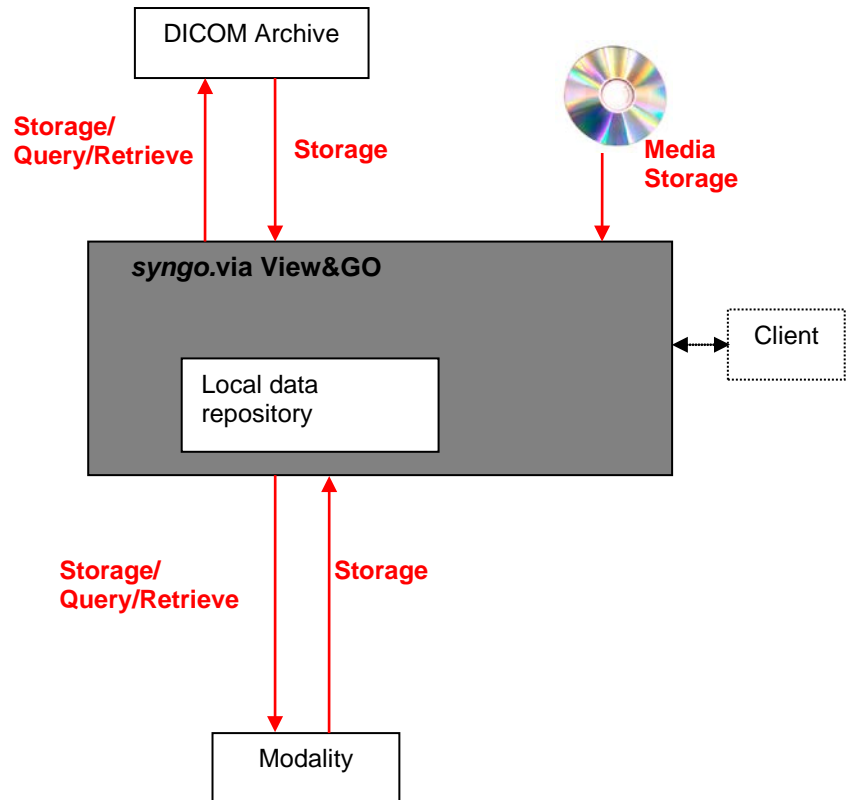 DICOM Archive
Storage/
Query/Retrieve
Storage
Media
Storage
syngo.via View&GO
Client
Local data
repository
Storage/
Query/Retrieve
Storage
Modality